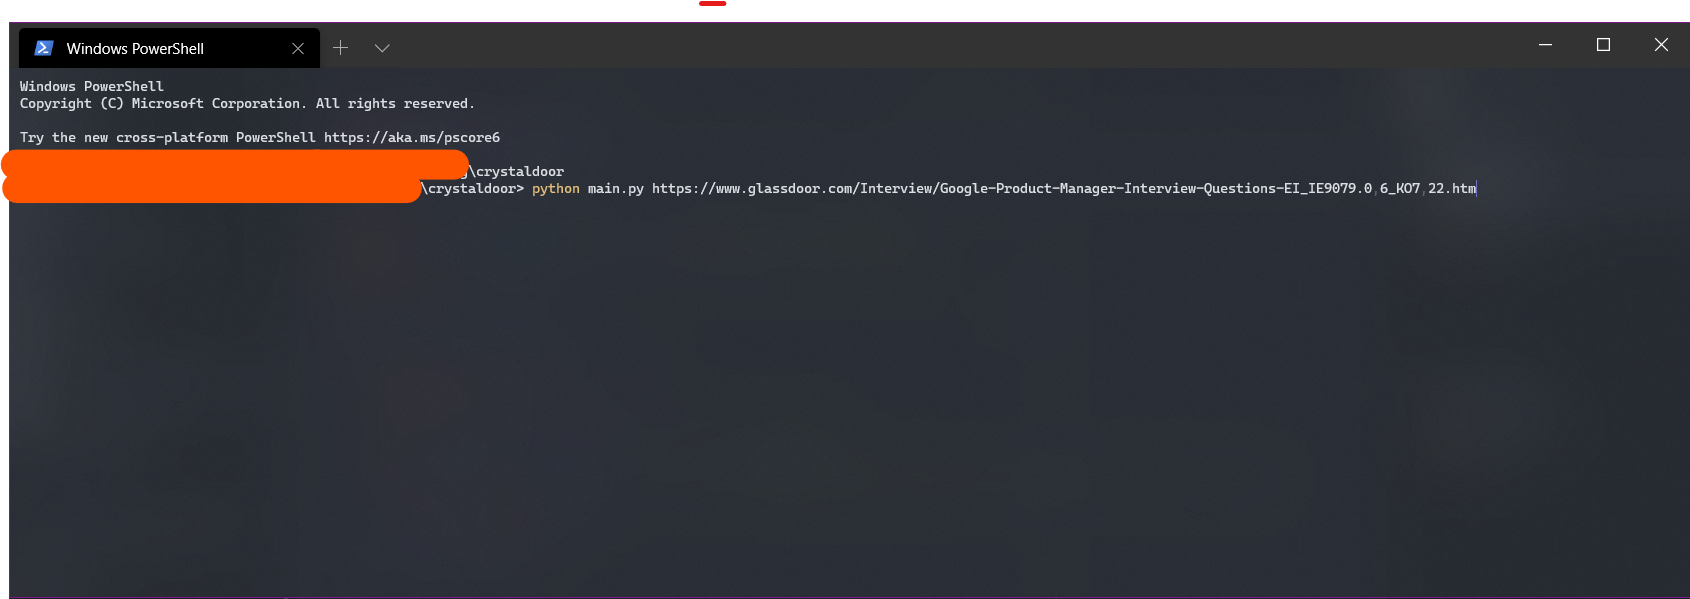 Windows PowerShell
Windows PowerShell
Copyright (C) Microsoft Corporation. All rights reserved.
Try the new cross-platform PowerShell https://aka.ms/pscore6
\crystaldoor
\crystaldoor> python main.py https://www.glassdoor.com/Interview/Google-Product-Manager-Interview-Questions-EI_IE9079.0,6_KO7,22.htm